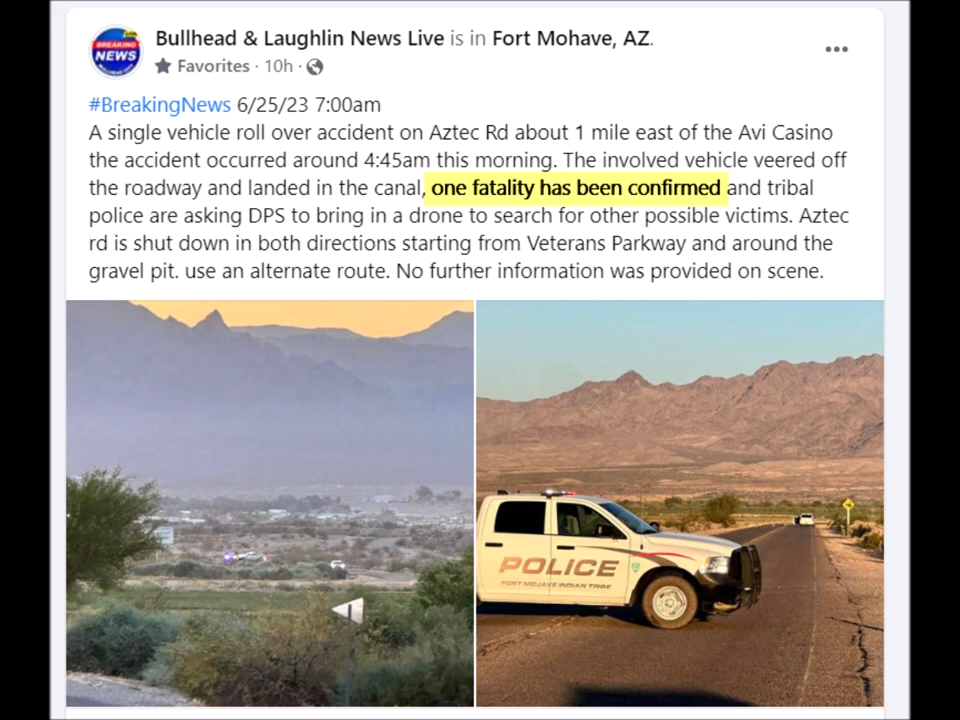 BREAKING
NEWS
Bullhead & Laughlin News Live is in Fort Mohave, AZ.
Favorites · 10h ·
#BreakingNews 6/25/23 7:00am
A single vehicle roll over accident on Aztec Rd about 1 mile east of the Avi Casino
the accident occurred around 4:45am this morning. The involved vehicle veered off
the roadway and landed in the canal, one fatality has been confirmed and tribal
police are asking DPS to bring in a drone to search for other possible victims. Aztec
rd is shut down in both directions starting from Veterans Parkway and around the
gravel pit. use an alternate route. No further information was provided on scene.
POLICE
FORT MOJAVE INDIAN TRIBE